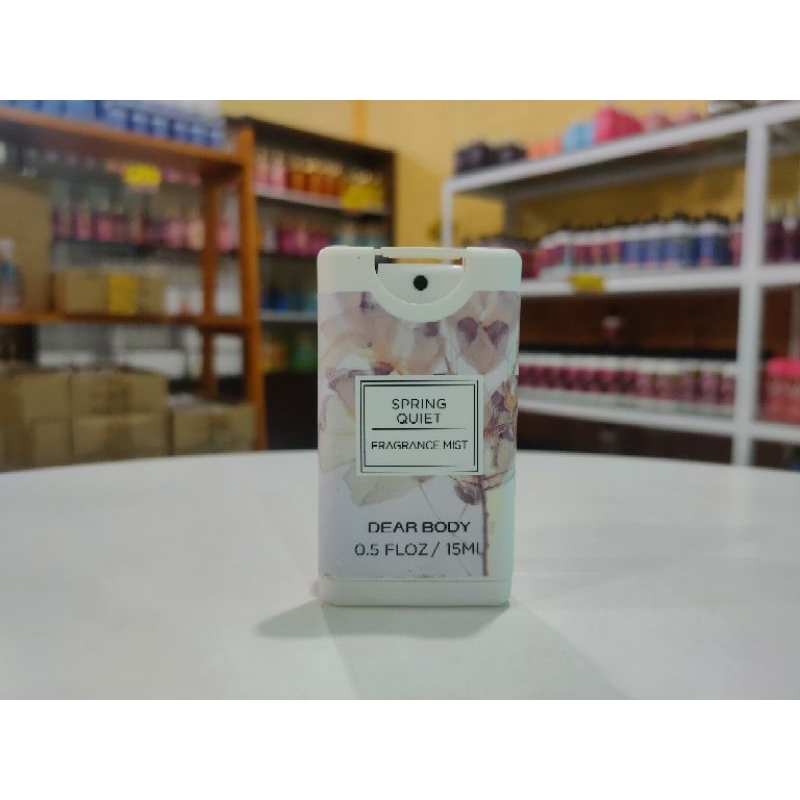 SPRING
QUIET
FRAGRANCE MIST
DEAR BODY
0.5 FLOZ / 15ML